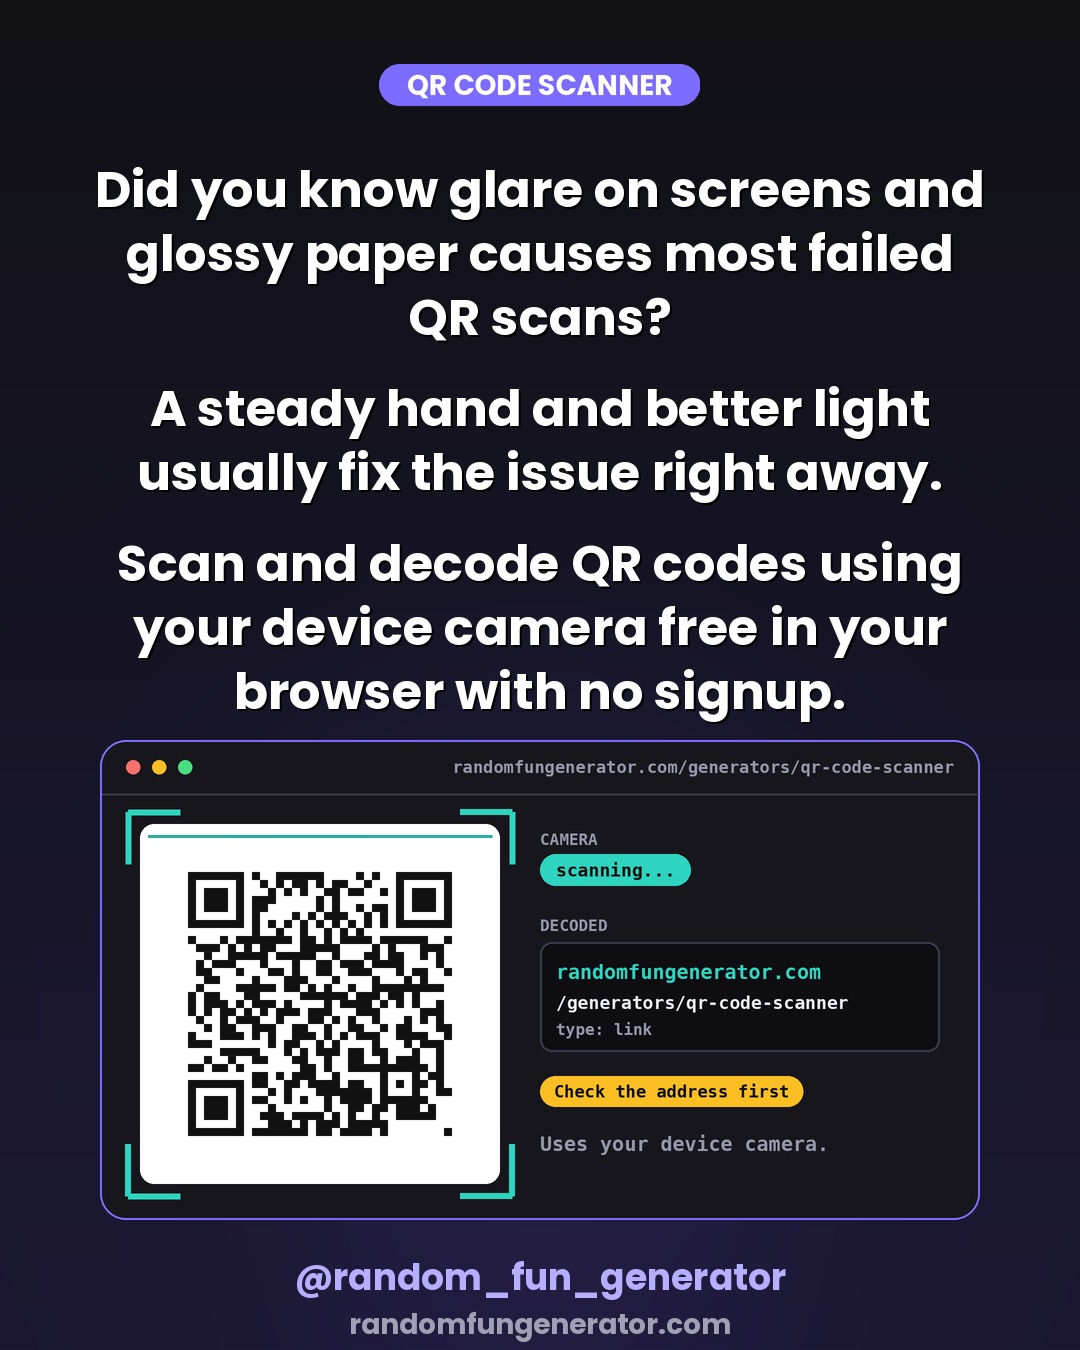 QR CODE SCANNER
Did you know glare on screens and
glossy paper causes most failed
QR scans?
A steady hand and better light
usually fix the issue right away.
Scan and decode QR codes using
your device camera free in your
browser with no signup.
randomfungenerator.com/generators/qr-code-scanner
CAMERA
scanning...
DECODED
randomfungenerator.com
/generators/qr-code-scanner
type: link
Check the address first
Uses your device camera.
@random_fun_generator
randomfungenerator.com